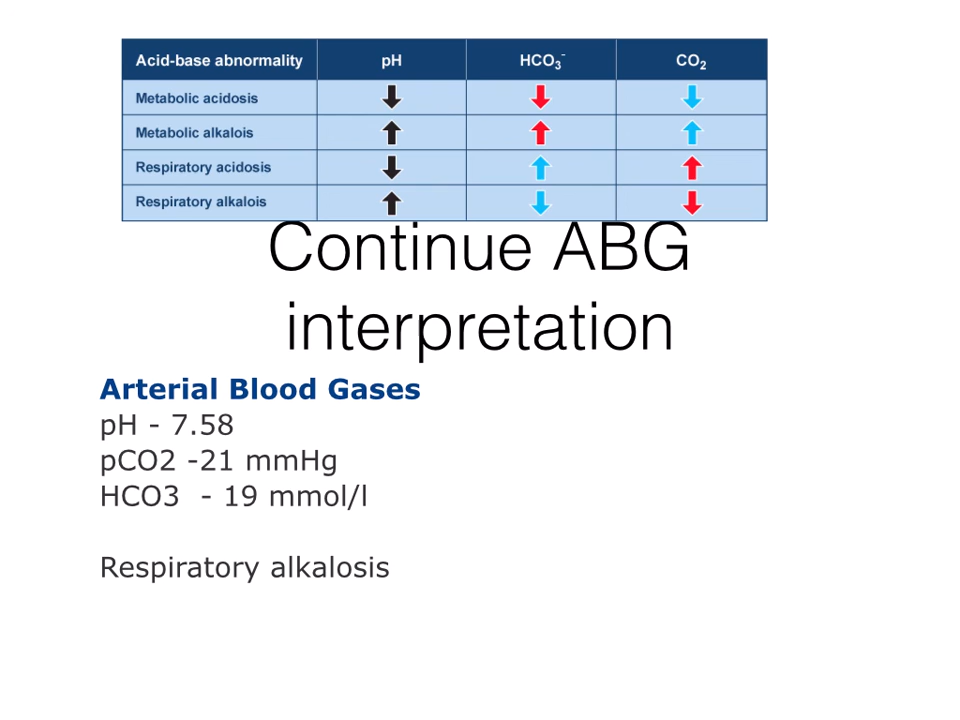 Acid-base abnormality pH HCO₃⁻ CO₂
Metabolic acidosis ↓ ↓ ↓
Metabolic alkalois ↑ ↑ ↑
Respiratory acidosis ↓ ↑ ↑
Respiratory alkalois ↑ ↓ ↓
Continue ABG
interpretation
Arterial Blood Gases
pH - 7.58
pCO2 -21 mmHg
HCO3  - 19 mmol/l
Respiratory alkalosis